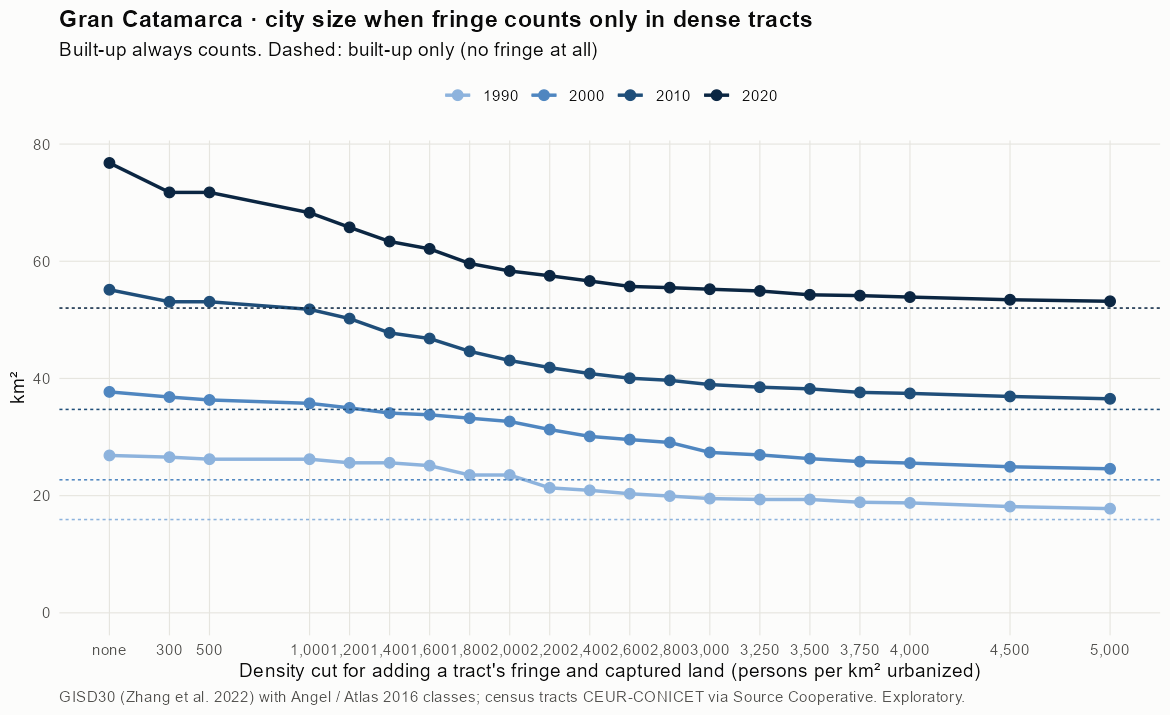 Gran Catamarca · city size when fringe counts only in dense tracts
Built-up always counts. Dashed: built-up only (no fringe at all)
1990 2000 2010 2020
80
60
40
20
0
km²
none 300 500 1,000 1,200 1,400 1,600 1,800 2,000 2,200 2,400 2,600 2,800 3,000 3,250 3,500 3,750 4,000 4,500 5,000
Density cut for adding a tract's fringe and captured land (persons per km² urbanized)
GISD30 (Zhang et al. 2022) with Angel / Atlas 2016 classes; census tracts CEUR-CONICET via Source Cooperative. Exploratory.